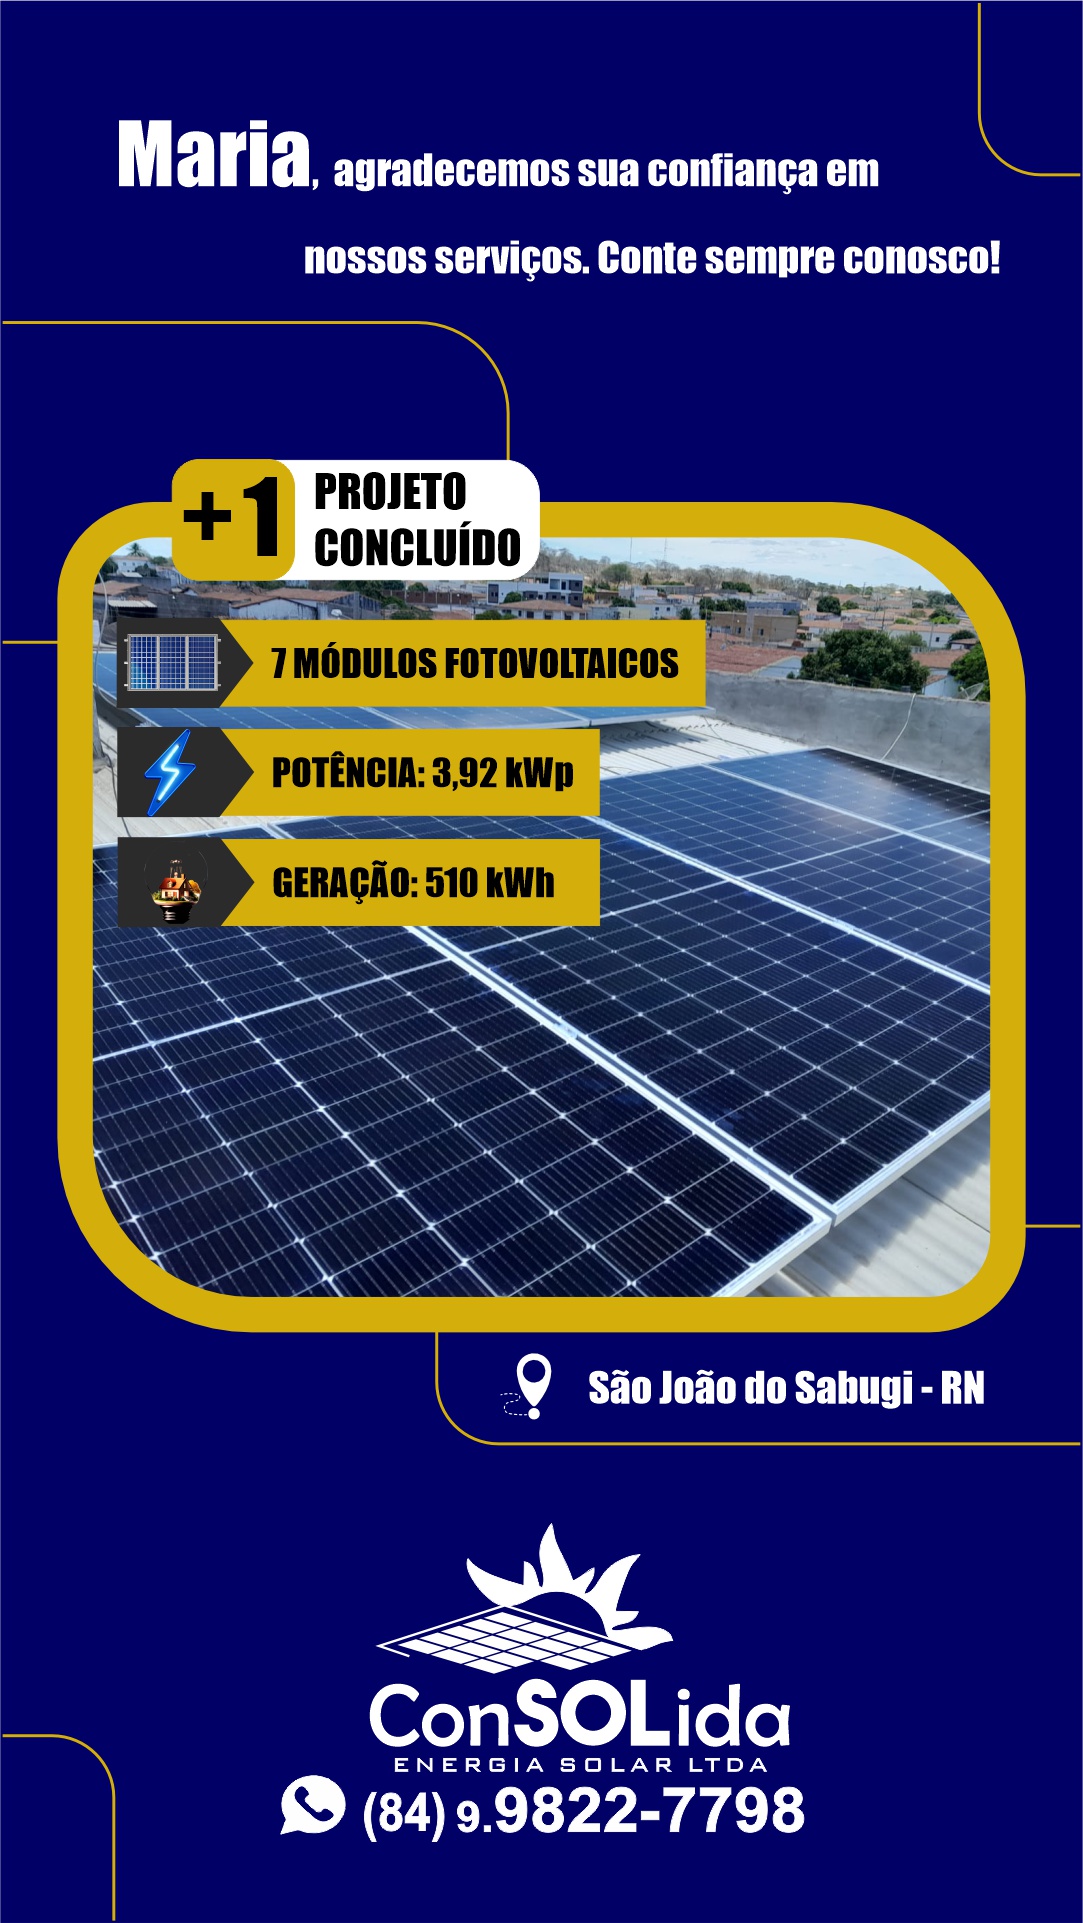 Maria, agradecemos sua confiança em
nossos serviços. Conte sempre conosco!
+1 PROJETO
CONCLUÍDO
7 MÓDULOS FOTOVOLTAICOS
POTÊNCIA: 3,92 kWp
GERAÇÃO: 510 kWh
São João do Sabugi - RN
ConSOLida
ENERGIA SOLAR LTDA
(84) 9.9822-7798